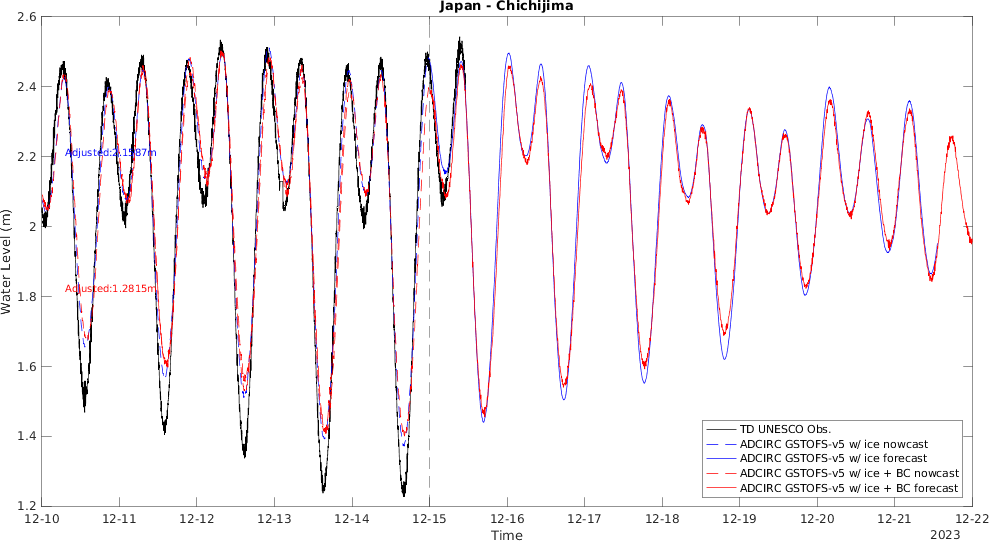 Japan - Chichijima
2.6
2.4
2.2
2
1.8
1.6
1.4
1.2
Water Level (m)
Adjusted:2.1587m
Adjusted:1.2815m
TD UNESCO Obs.
ADCIRC GSTOFS-v5 w/ ice nowcast
ADCIRC GSTOFS-v5 w/ ice forecast
ADCIRC GSTOFS-v5 w/ ice + BC nowcast
ADCIRC GSTOFS-v5 w/ ice + BC forecast
12-10 12-11 12-12 12-13 12-14 12-15 12-16 12-17 12-18 12-19 12-20 12-21 12-22
Time
2023